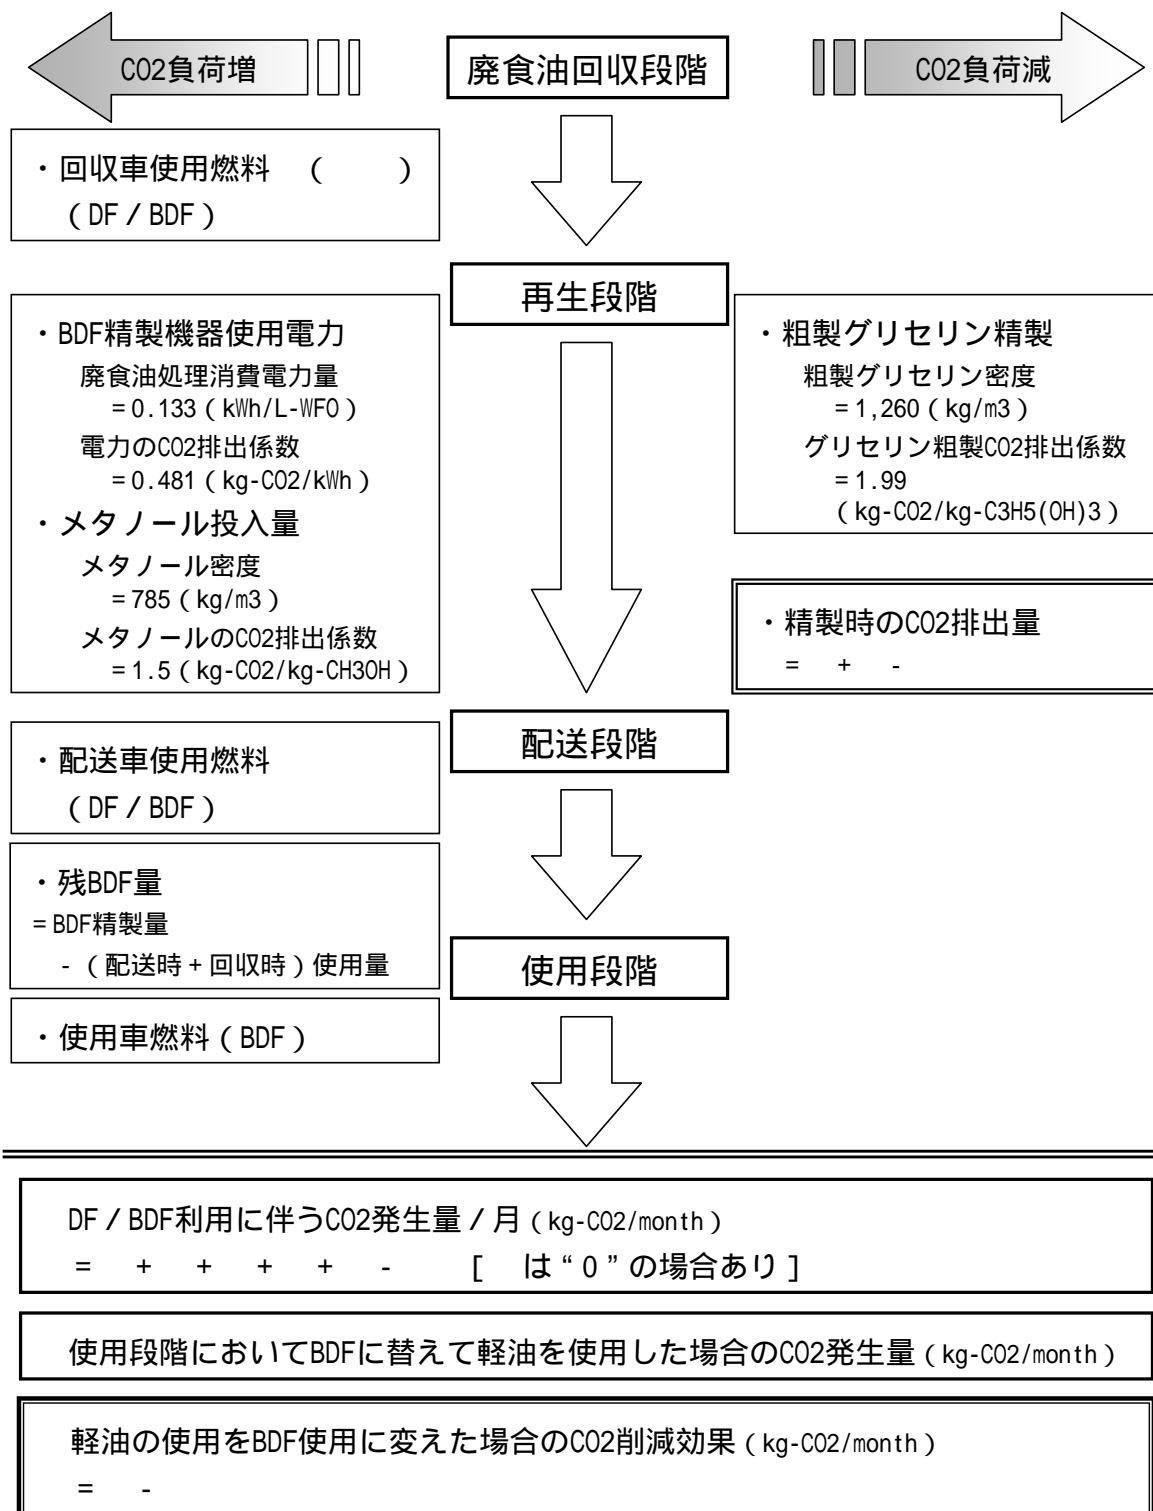 CO2負荷増
廃食油回収段階
CO2負荷減
・回収車使用燃料 (   )
(DF/BDF)
再生段階
・BDF精製機器使用電力
廃食油処理消費電力量
=0.133(kWh/L-WFO)
電力のCO2排出係数
=0.481(kg-CO2/kWh)
・メタノール投入量
メタノール密度
=785(kg/m3)
メタノールのCO2排出係数
=1.5(kg-CO2/kg-CH3OH)
・粗製グリセリン精製
粗製グリセリン密度
=1,260(kg/m3)
グリセリン粗製CO2排出係数
=1.99
(kg-CO2/kg-C3H5(OH)3)
・精製時のCO2排出量
= + -
配送段階
・配送車使用燃料
(DF/BDF)
・残BDF量
=BDF精製量
-(配送時+回収時)使用量
使用段階
・使用車燃料(BDF)
DF/BDF利用に伴うCO2発生量/月(kg-CO2/month)
= + + + + - [ は“0”の場合あり]
使用段階においてBDFに替えて軽油を使用した場合のCO2発生量(kg-CO2/month)
軽油の使用をBDF使用に変えた場合のCO2削減効果(kg-CO2/month)
= -